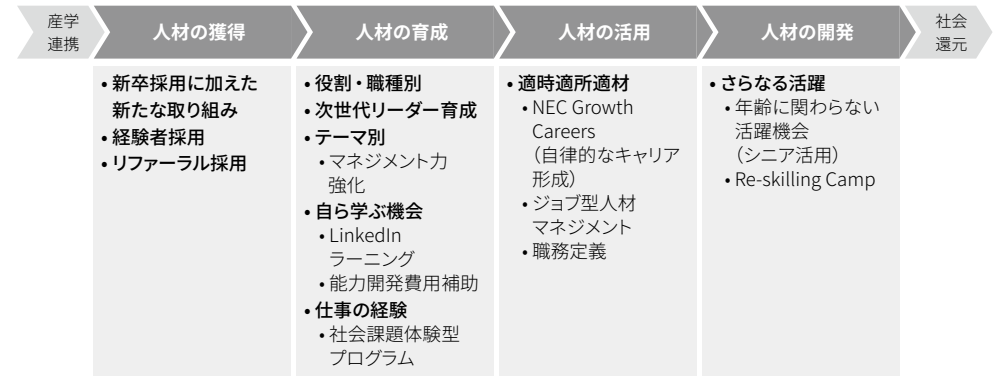 産学
連携
人材の獲得
人材の育成
人材の活用
人材の開発
社会
還元
• 新卒採用に加えた
新たな取り組み
• 経験者採用
• リファーラル採用
• 役割・職種別
• 次世代リーダー育成
• テーマ別
• マネジメント力
強化
• 自ら学ぶ機会
• LinkedIn
ラーニング
• 能力開発費用補助
• 仕事の経験
• 社会課題体験型
プログラム
• 適時適所適材
• NEC Growth
Careers
（自律的なキャリア
形成）
• ジョブ型人材
マネジメント
• 職務定義
• さらなる活躍
• 年齢に関わらない
活躍機会
（シニア活用）
• Re-skilling Camp